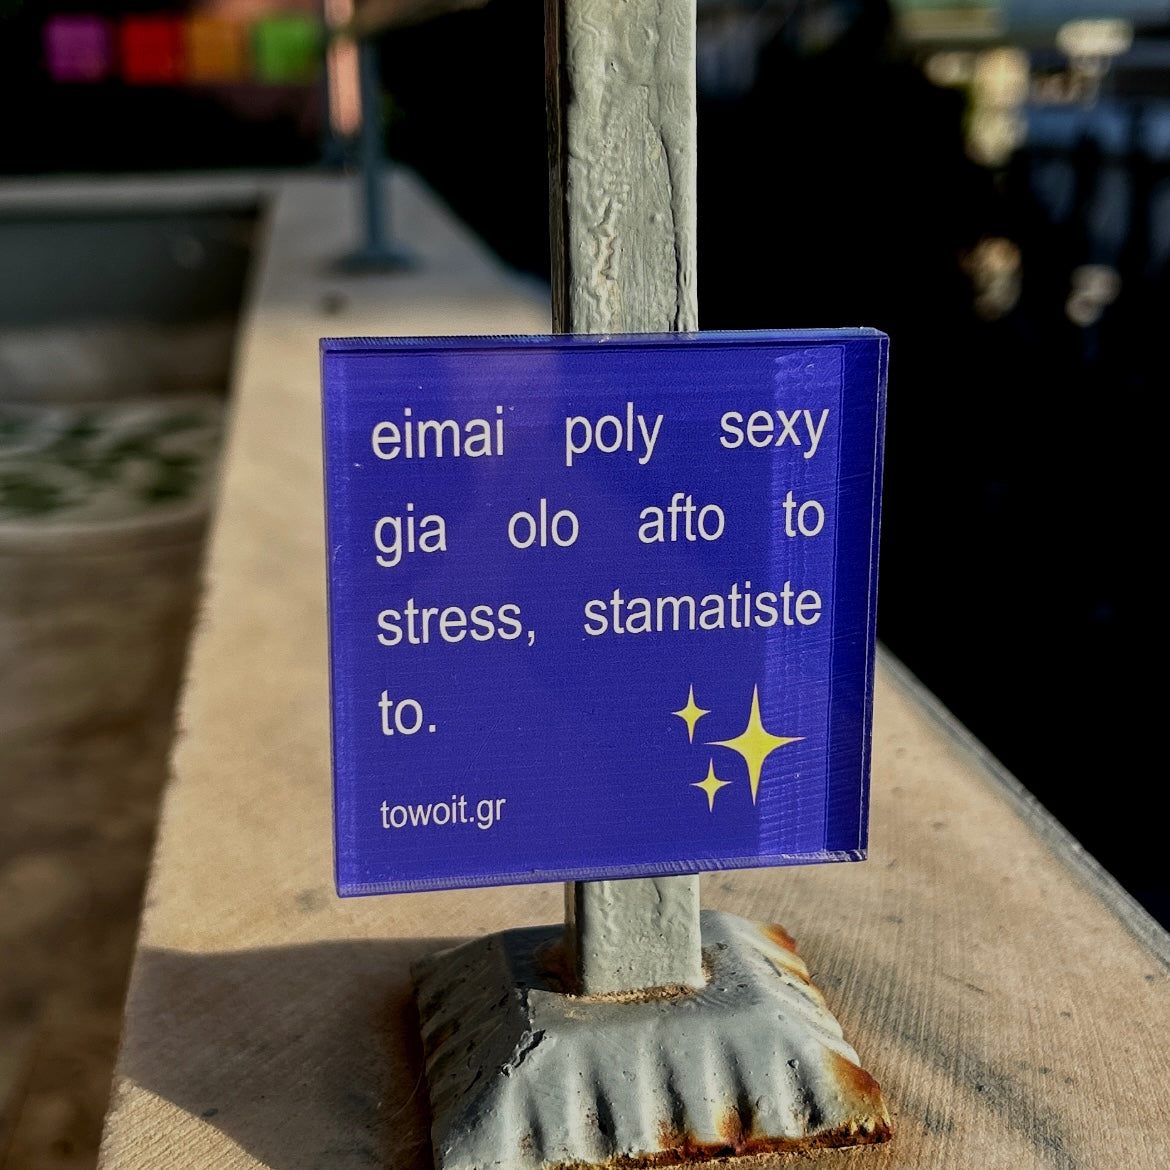 eimai poly sexy
gia olo afto to
stress, stamatiste
to.
towoit.gr